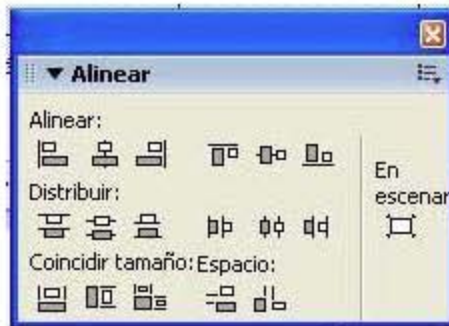 Alinear
Alinear:
En
escenar
Distribuir:
Coincidir tamaño: Espacio: